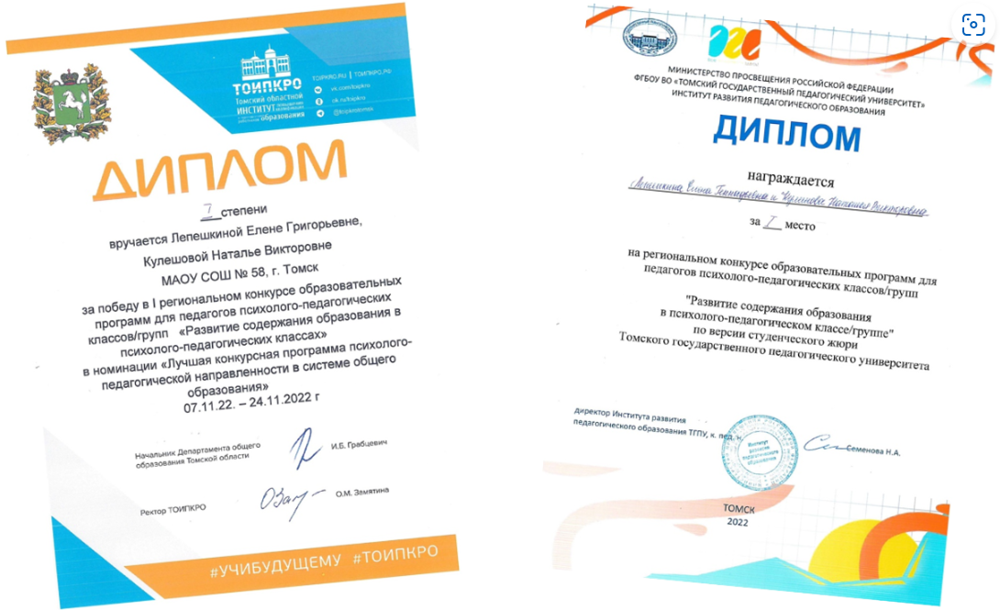 ТОИПКРО
Томский областной
ИНСТИТУТ повышения квалификации
образования
TOIPKRO.RU | ТОИПКРО.РФ
vk.com/toipkro
ok.ru/toipkro
@toipkrotomsk
ДИПЛОМ
I степени
вручается Лепешкиной Елене Григорьевне,
Кулешовой Наталье Викторовне
МАОУ СОШ № 58, г. Томск
за победу в I региональном конкурсе образовательных
программ для педагогов психолого-педагогических
классов/групп «Развитие содержания образования в
психолого-педагогических классах»
в номинации «Лучшая конкурсная программа психолого-
педагогической направленности в системе общего
образования»
07.11.22. – 24.11.2022 г
Начальник Департамента общего
образования Томской области
И.Б. Грабцевич
Ректор ТОИПКРО
О.М. Замятина
#УЧИБУДУЩЕМУ #ТОИПКРО
МИНИСТЕРСТВО ПРОСВЕЩЕНИЯ РОССИЙСКОЙ ФЕДЕРАЦИИ
ФГБОУ ВО «ТОМСКИЙ ГОСУДАРСТВЕННЫЙ ПЕДАГОГИЧЕСКИЙ УНИВЕРСИТЕТ»
ИНСТИТУТ РАЗВИТИЯ ПЕДАГОГИЧЕСКОГО ОБРАЗОВАНИЯ
ДИПЛОМ
награждается
Елена и Наталья Викторовна
за I место
на региональном конкурсе образовательных программ для
педагогов психолого-педагогических классов/групп
"Развитие содержания образования
в психолого-педагогическом классе/группе"
по версии студенческого жюри
Томского государственного педагогического университета
директор Института развития
педагогического образования ТГПУ, к. пед. н.
Институт
развития
педагогического
образования
Семенова Н.А.
ТОМСК
2022